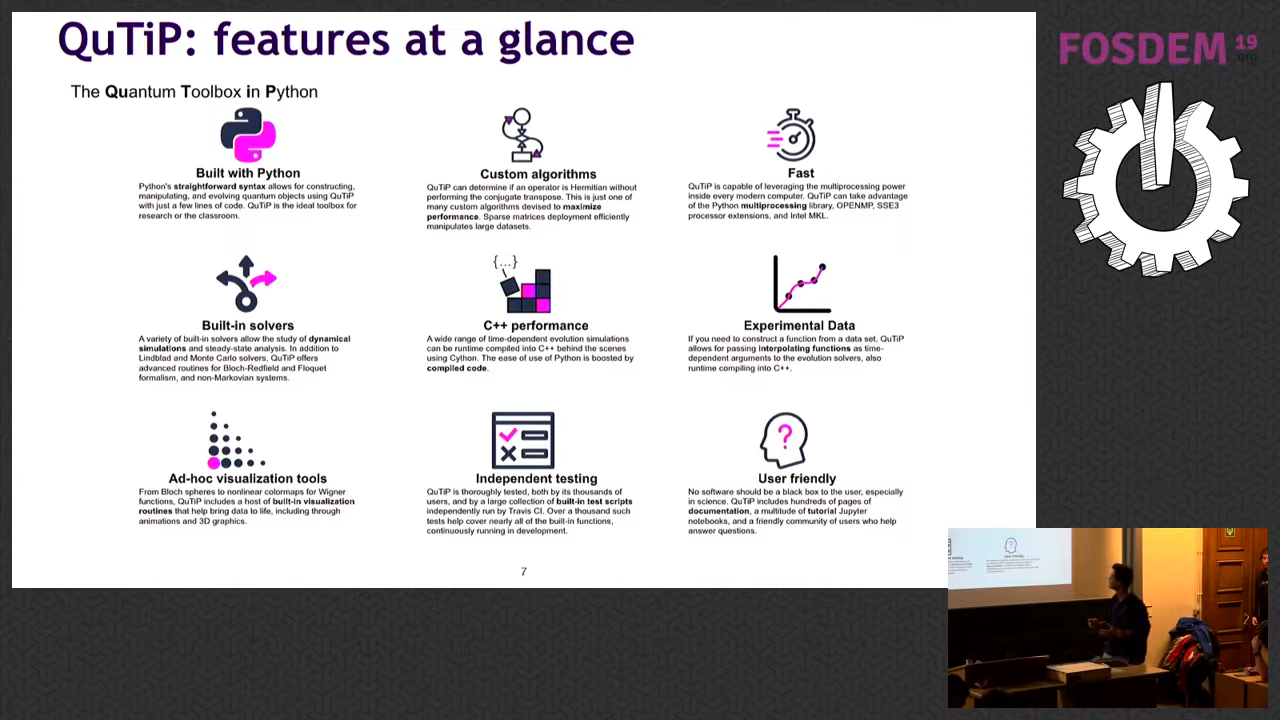 QuTiP: features at a glance
The Quantum Toolbox in Python
Built with Python
Python's straightforward syntax allows for constructing,
manipulating, and evolving quantum objects using QuTiP
with just a few lines of code. QuTiP is the ideal toolbox for
research or the classroom.
Custom algorithms
QuTiP can determine if an operator is Hermitian without
performing the conjugate transpose. This is just one of
many custom algorithms devised to maximize
performance. Sparse matrices deployment efficiently
manipulates large datasets.
Fast
QuTiP is capable of leveraging the multiprocessing power
inside every modern computer. QuTiP can take advantage
of the Python multiprocessing library, OPENMP, SSE3
processor extensions, and Intel MKL.
Built-in solvers
A variety of built-in solvers allow the study of dynamical
simulations and steady-state analysis. In addition to
Lindblad and Monte Carlo solvers, QuTiP offers
advanced routines for Bloch-Redfield and Floquet
formalism, and non-Markovian systems.
{...}
C++ performance
A wide range of time-dependent evolution simulations
can be runtime compiled into C++ behind the scenes
using Cython. The ease of use of Python is boosted by
compiled code.
Experimental Data
If you need to construct a function from a data set, QuTiP
allows for passing interpolating functions as time-
dependent arguments to the evolution solvers, also
runtime compiling into C++.
Ad-hoc visualization tools
From Bloch spheres to nonlinear colormaps for Wigner
functions, QuTiP includes a host of built-in visualization
routines that help bring data to life, including through
animations and 3D graphics.
Independent testing
QuTiP is thoroughly tested, both by its thousands of
users, and by a large collection of built-in test scripts
independently run by Travis CI. Over a thousand such
tests help cover nearly all of the built-in functions,
continuously running in development.
?
User friendly
No software should be a black box to the user, especially
in science. QuTiP includes hundreds of pages of
documentation, a multitude of tutorial Jupyter
notebooks, and a friendly community of users who help
answer questions.
7
FOSDEM 19
.org
User friendly